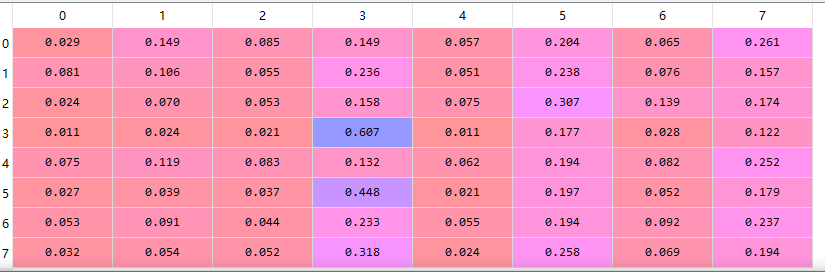 0 1 2 3 4 5 6 7
0 0.029 0.149 0.085 0.149 0.057 0.204 0.065 0.261
1 0.081 0.106 0.055 0.236 0.051 0.238 0.076 0.157
2 0.024 0.070 0.053 0.158 0.075 0.307 0.139 0.174
3 0.011 0.024 0.021 0.607 0.011 0.177 0.028 0.122
4 0.075 0.119 0.083 0.132 0.062 0.194 0.082 0.252
5 0.027 0.039 0.037 0.448 0.021 0.197 0.052 0.179
6 0.053 0.091 0.044 0.233 0.055 0.194 0.092 0.237
7 0.032 0.054 0.052 0.318 0.024 0.258 0.069 0.194